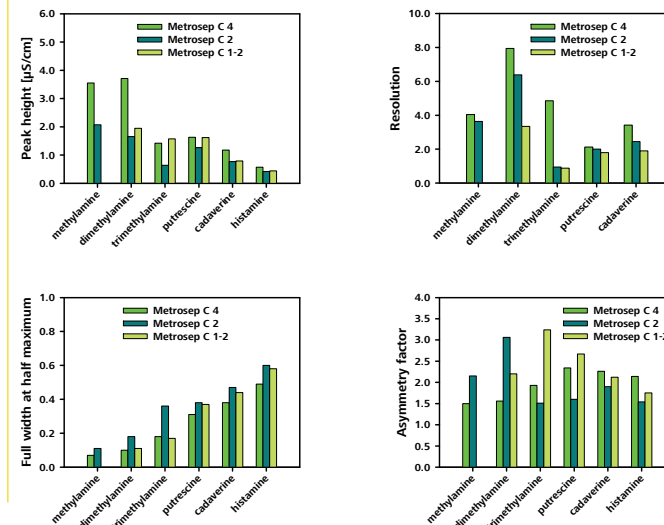 Peak height [µS/cm]
6.0
5.0
4.0
3.0
2.0
1.0
0.0
Metrosep C 4
Metrosep C 2
Metrosep C 1-2
methylamine
dimethylamine
trimethylamine
putrescine
cadaverine
histamine
Resolution
10.0
8.0
6.0
4.0
2.0
0.0
Metrosep C 4
Metrosep C 2
Metrosep C 1-2
methylamine
dimethylamine
trimethylamine
putrescine
cadaverine
Full width at half maximum
1.0
0.8
0.6
0.4
0.2
0.0
Metrosep C 4
Metrosep C 2
Metrosep C 1-2
methylamine
dimethylamine
trimethylamine
putrescine
cadaverine
histamine
Asymmetry factor
4.0
3.5
3.0
2.5
2.0
1.5
1.0
0.5
0.0
Metrosep C 4
Metrosep C 2
Metrosep C 1-2
methylamine
dimethylamine
trimethylamine
putrescine
cadaverine
histamine